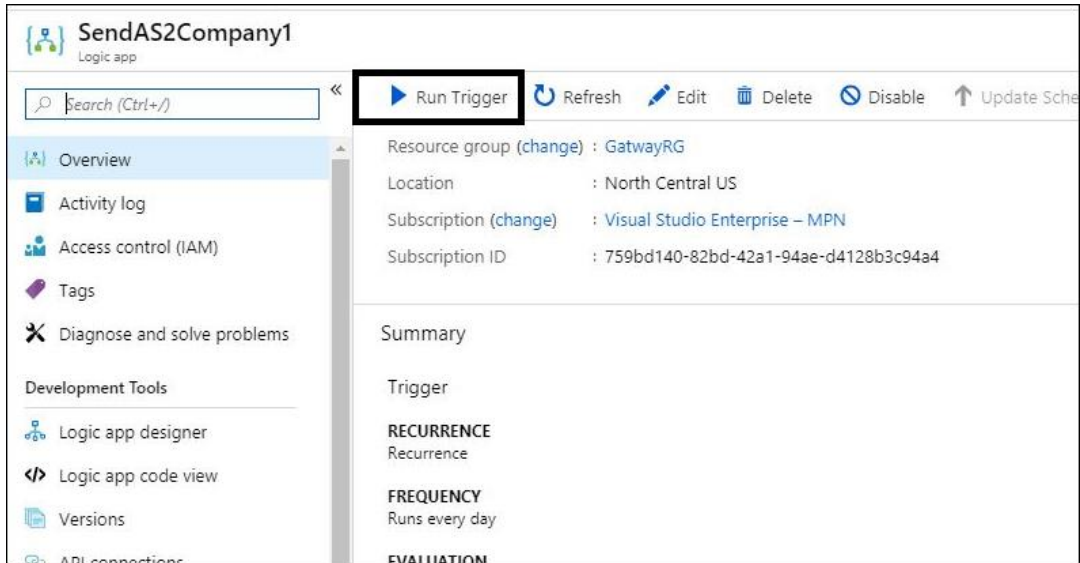 SendAS2Company1
Logic app
Search (Ctrl+/)
«
Overview
Activity log
Access control (IAM)
Tags
Diagnose and solve problems
Development Tools
Logic app designer
Logic app code view
Versions
API connections
Run Trigger Refresh Edit Delete Disable Update Sche
Resource group (change) : GatwayRG
Location : North Central US
Subscription (change) : Visual Studio Enterprise – MPN
Subscription ID : 759bd140-82bd-42a1-94ae-d4128b3c94a4
Summary
Trigger
RECURRENCE
Recurrence
FREQUENCY
Runs every day
EVALUATION